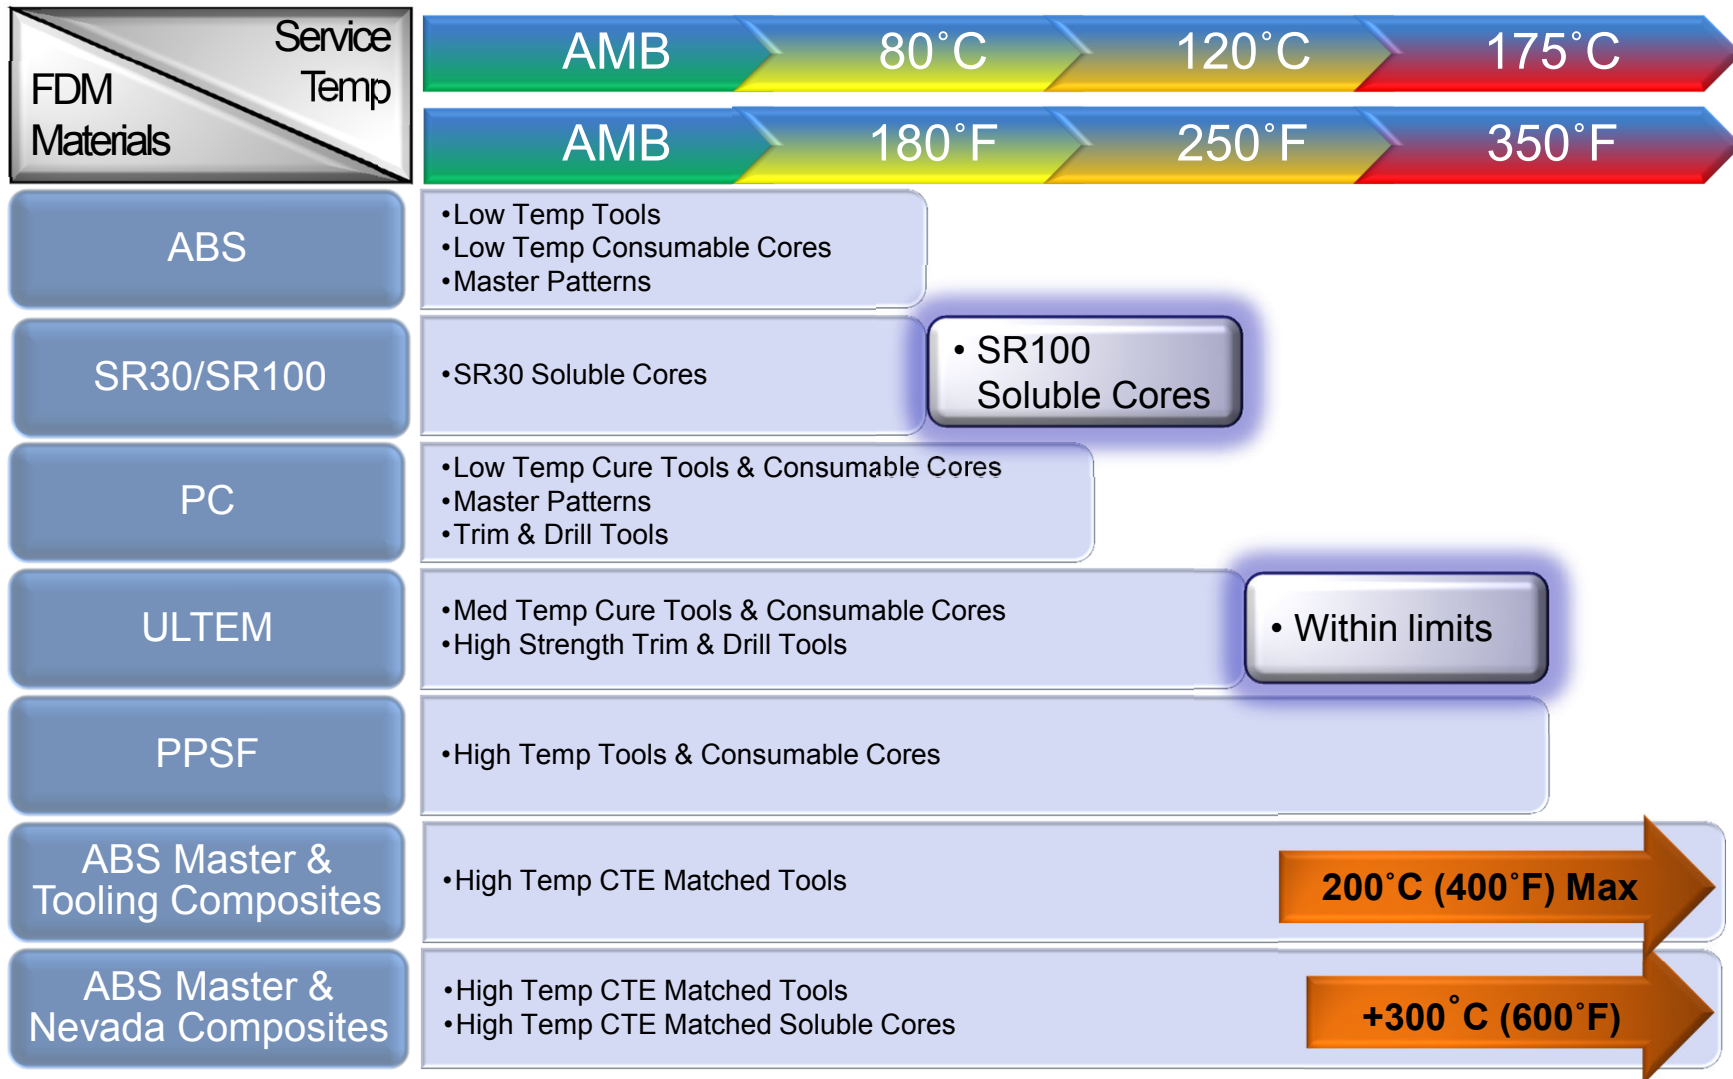 Service
Temp
FDM
Materials
AMB 80˚C 120˚C 175˚C
AMB 180˚F 250˚F 350˚F
ABS
•Low Temp Tools
•Low Temp Consumable Cores
•Master Patterns
SR30/SR100
•SR30 Soluble Cores
• SR100
Soluble Cores
PC
•Low Temp Cure Tools & Consumable Cores
•Master Patterns
•Trim & Drill Tools
ULTEM
•Med Temp Cure Tools & Consumable Cores
•High Strength Trim & Drill Tools
• Within limits
PPSF
•High Temp Tools & Consumable Cores
ABS Master &
Tooling Composites
•High Temp CTE Matched Tools
200˚C (400˚F) Max
ABS Master &
Nevada Composites
•High Temp CTE Matched Tools
•High Temp CTE Matched Soluble Cores
+300˚C (600˚F)